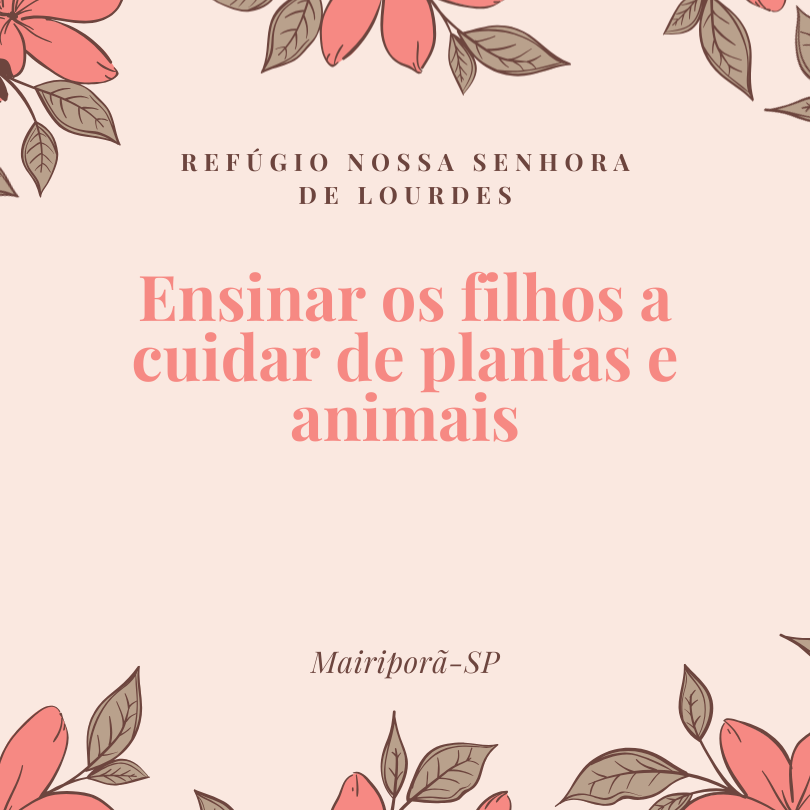 REFÚGIO NOSSA SENHORA
DE LOURDES
Ensinar os filhos a
cuidar de plantas e
animais
Mairiporã-SP